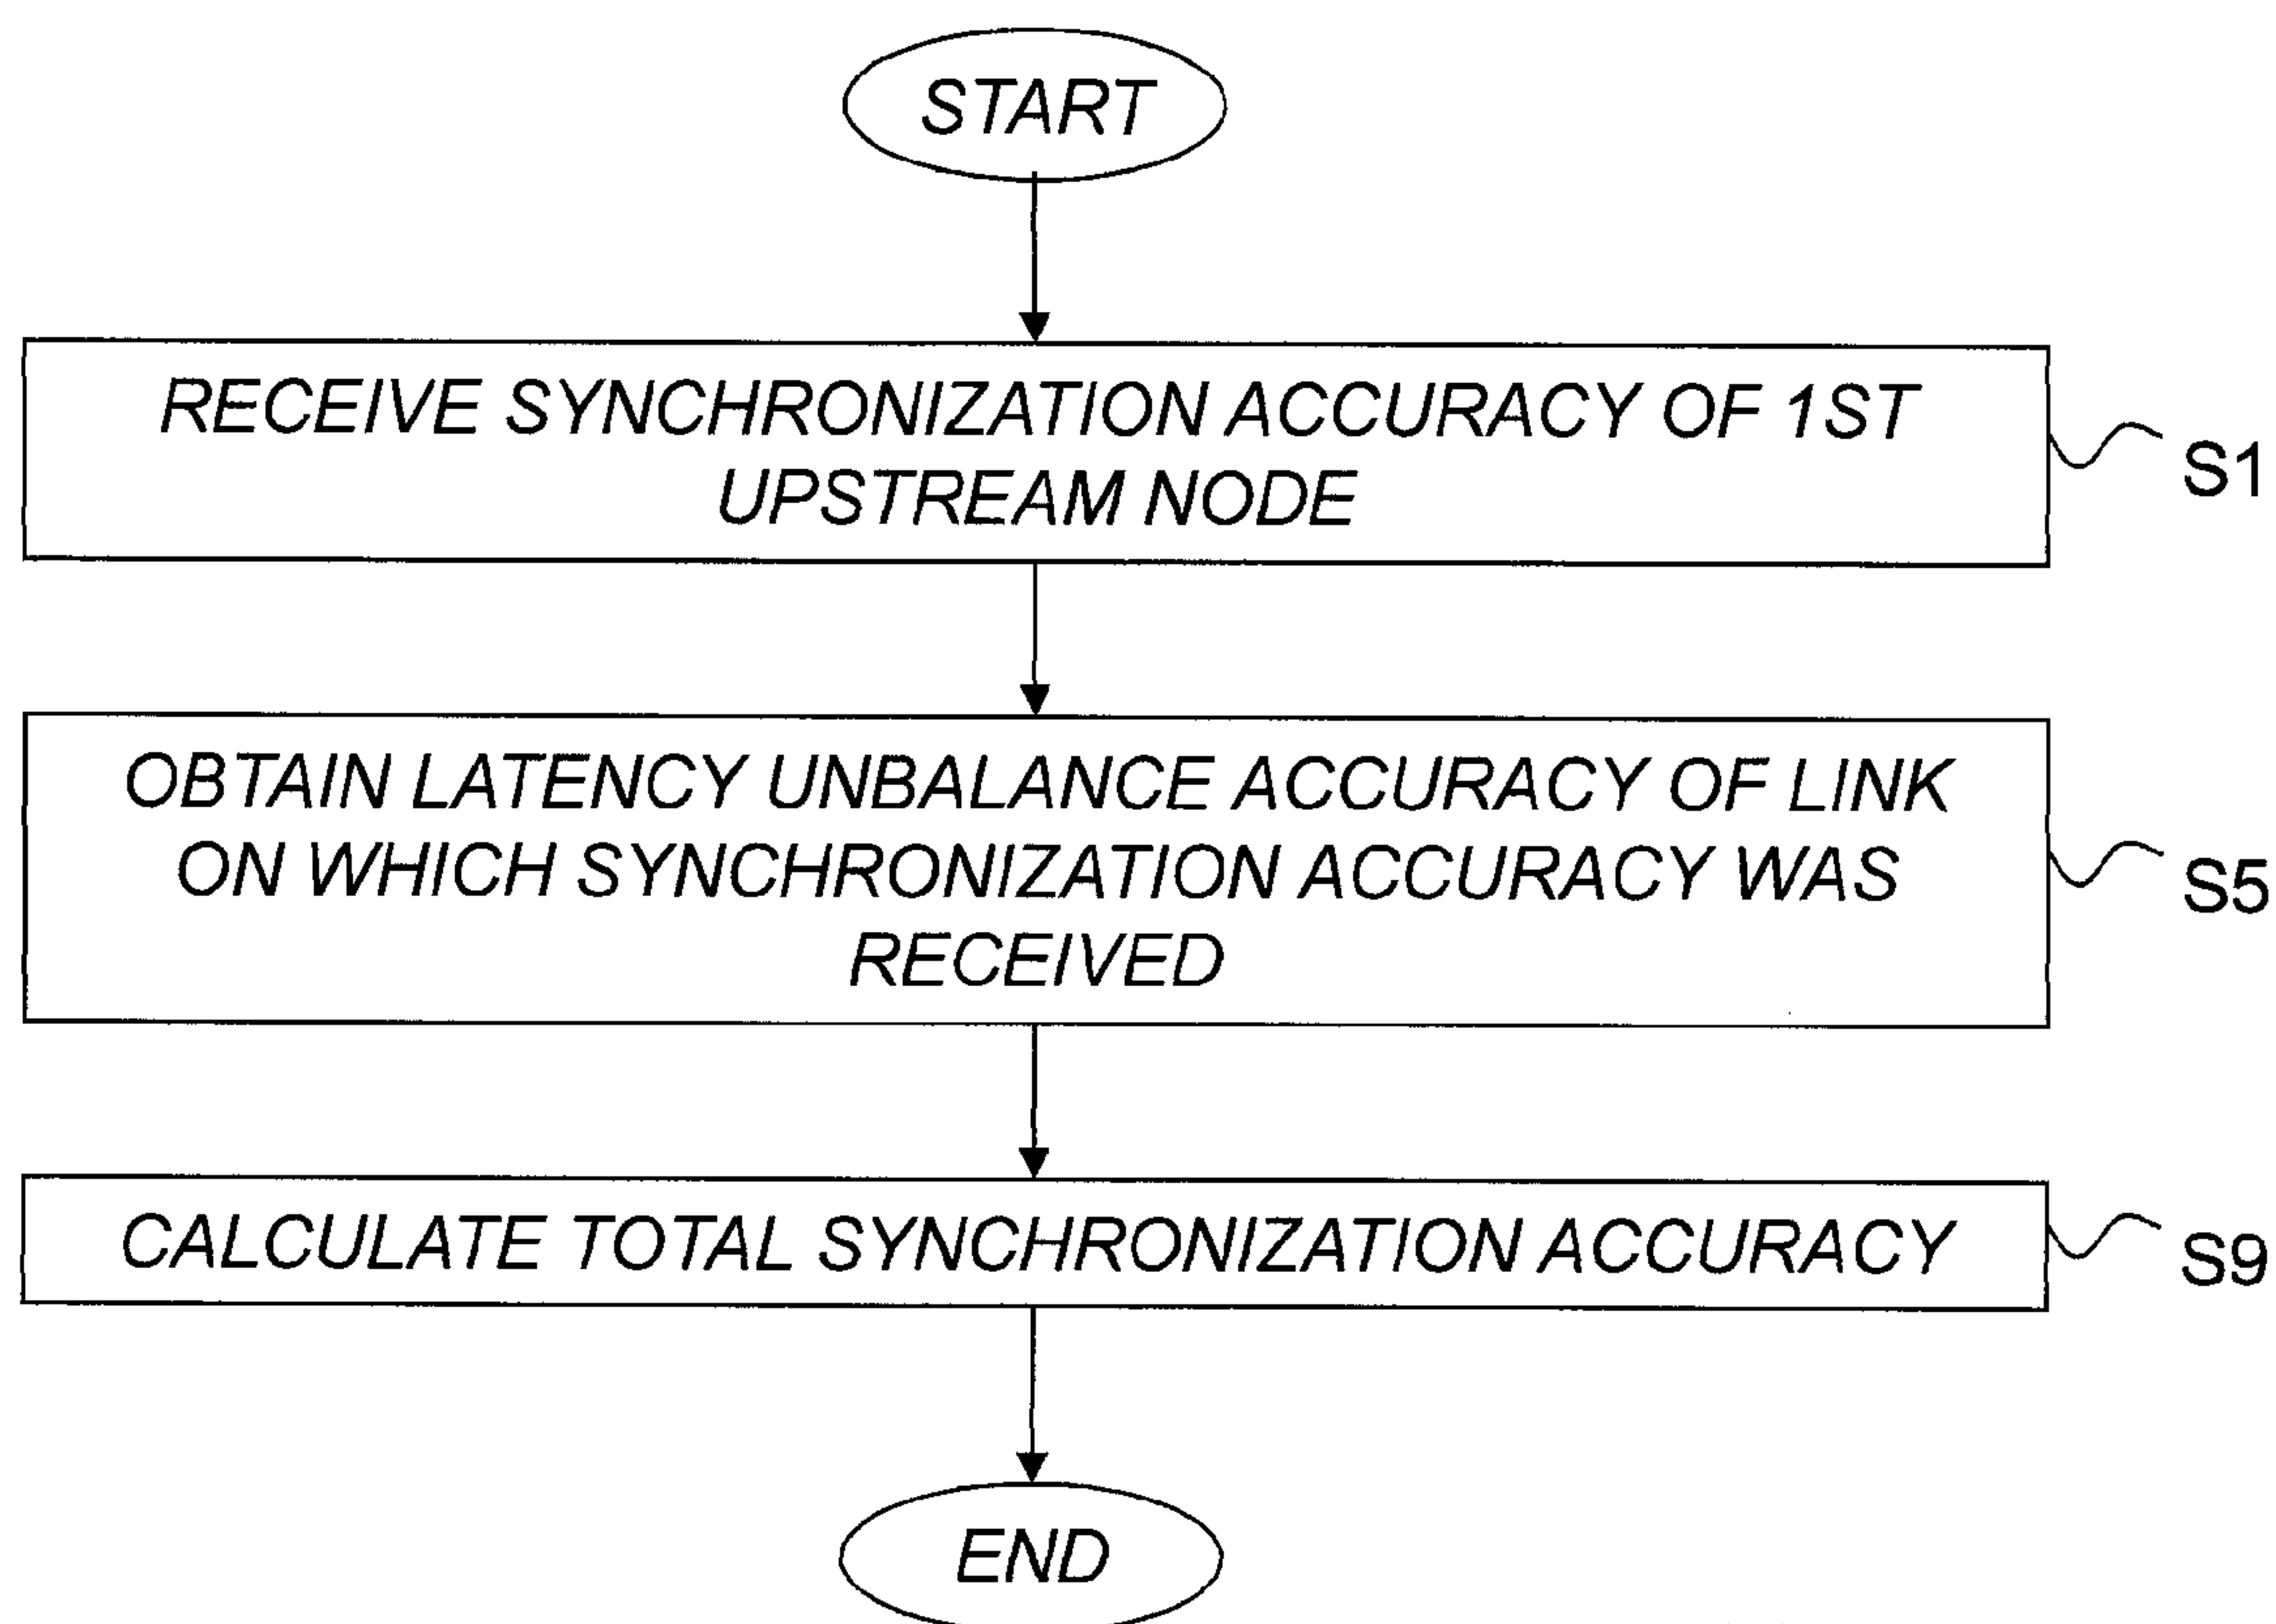 START
RECEIVE SYNCHRONIZATION ACCURACY OF 1ST
UPSTREAM NODE
S1
OBTAIN LATENCY UNBALANCE ACCURACY OF LINK
ON WHICH SYNCHRONIZATION ACCURACY WAS
RECEIVED
S5
CALCULATE TOTAL SYNCHRONIZATION ACCURACY
S9
END